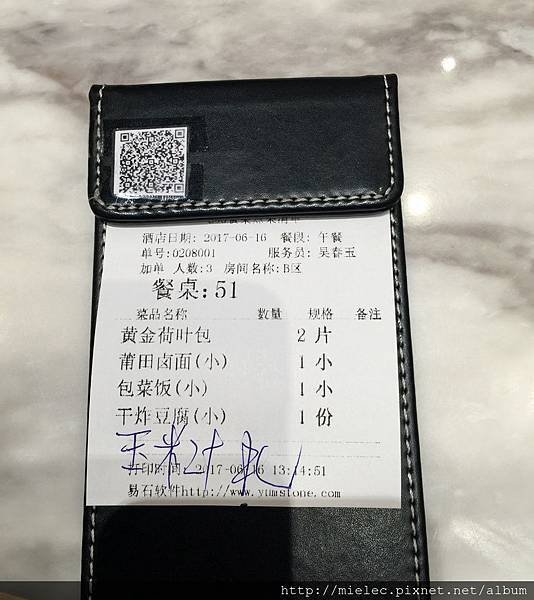 酒店日期: 2017-06-16 餐段: 午餐
单号:0208001 服务员: 吴春玉
加单 人数:3 房间名称:B区
餐桌:51
菜品名称 数量 规格 备注
黄金荷叶包 2 片
莆田卤面(小) 1 小
包菜饭(小) 1 小
干炸豆腐(小) 1 份
玉米汁 1扎
打印时间: 2017-06-16 13:14:51
易石软件http://www.yumstone.com
http://mielec.pixnet.net/album